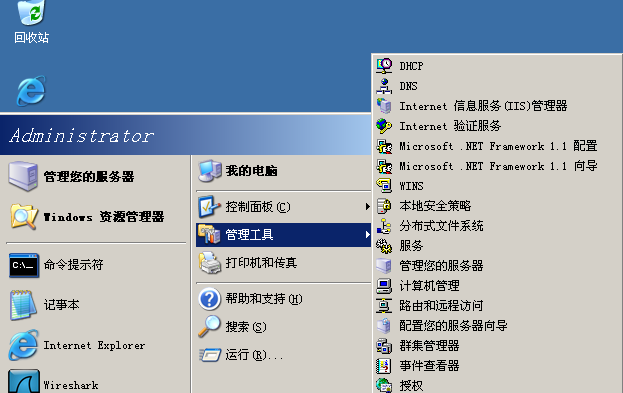 回收站
Administrator
管理您的服务器
Windows 资源管理器
C:\_
命令提示符
记事本
Internet Explorer
Wireshark
我的电脑
控制面板(C)
管理工具
打印机和传真
帮助和支持(H)
搜索(S)
运行(R)...
DHCP
DNS
Internet 信息服务(IIS)管理器
Internet 验证服务
Microsoft .NET Framework 1.1 配置
Microsoft .NET Framework 1.1 向导
WINS
本地安全策略
分布式文件系统
服务
管理您的服务器
计算机管理
路由和远程访问
配置您的服务器向导
群集管理器
事件查看器
授权